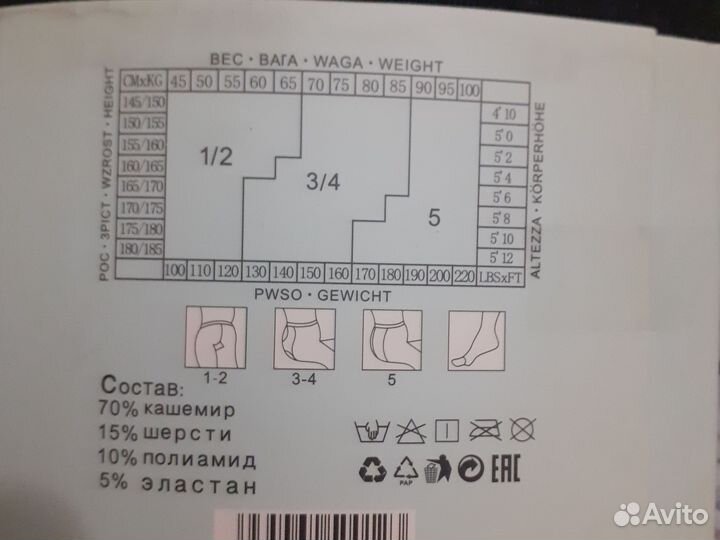 ВЕС · ВАГА · WAGA · WEIGHT
РОС · ЗРІСТ · WZROST · HEIGHT
CMxKG 45 50 55 60 65 70 75 80 85 90 95 100
145/150 4' 10
150/155 5' 0
155/160 5' 2
160/165 5' 4
165/170 5' 6
170/175 5' 8
175/180 5' 10
180/185 5' 12
1/2
3/4
5
100 110 120 130 140 150 160 170 180 190 200 220 LBSxFT
ALTEZZA · KÖRPERHÖHE
PWSO · GEWICHT
1-2 3-4 5
Состав:
70% кашемир
15% шерсти
10% полиамид
5% эластан
PAP
EAC
Avito